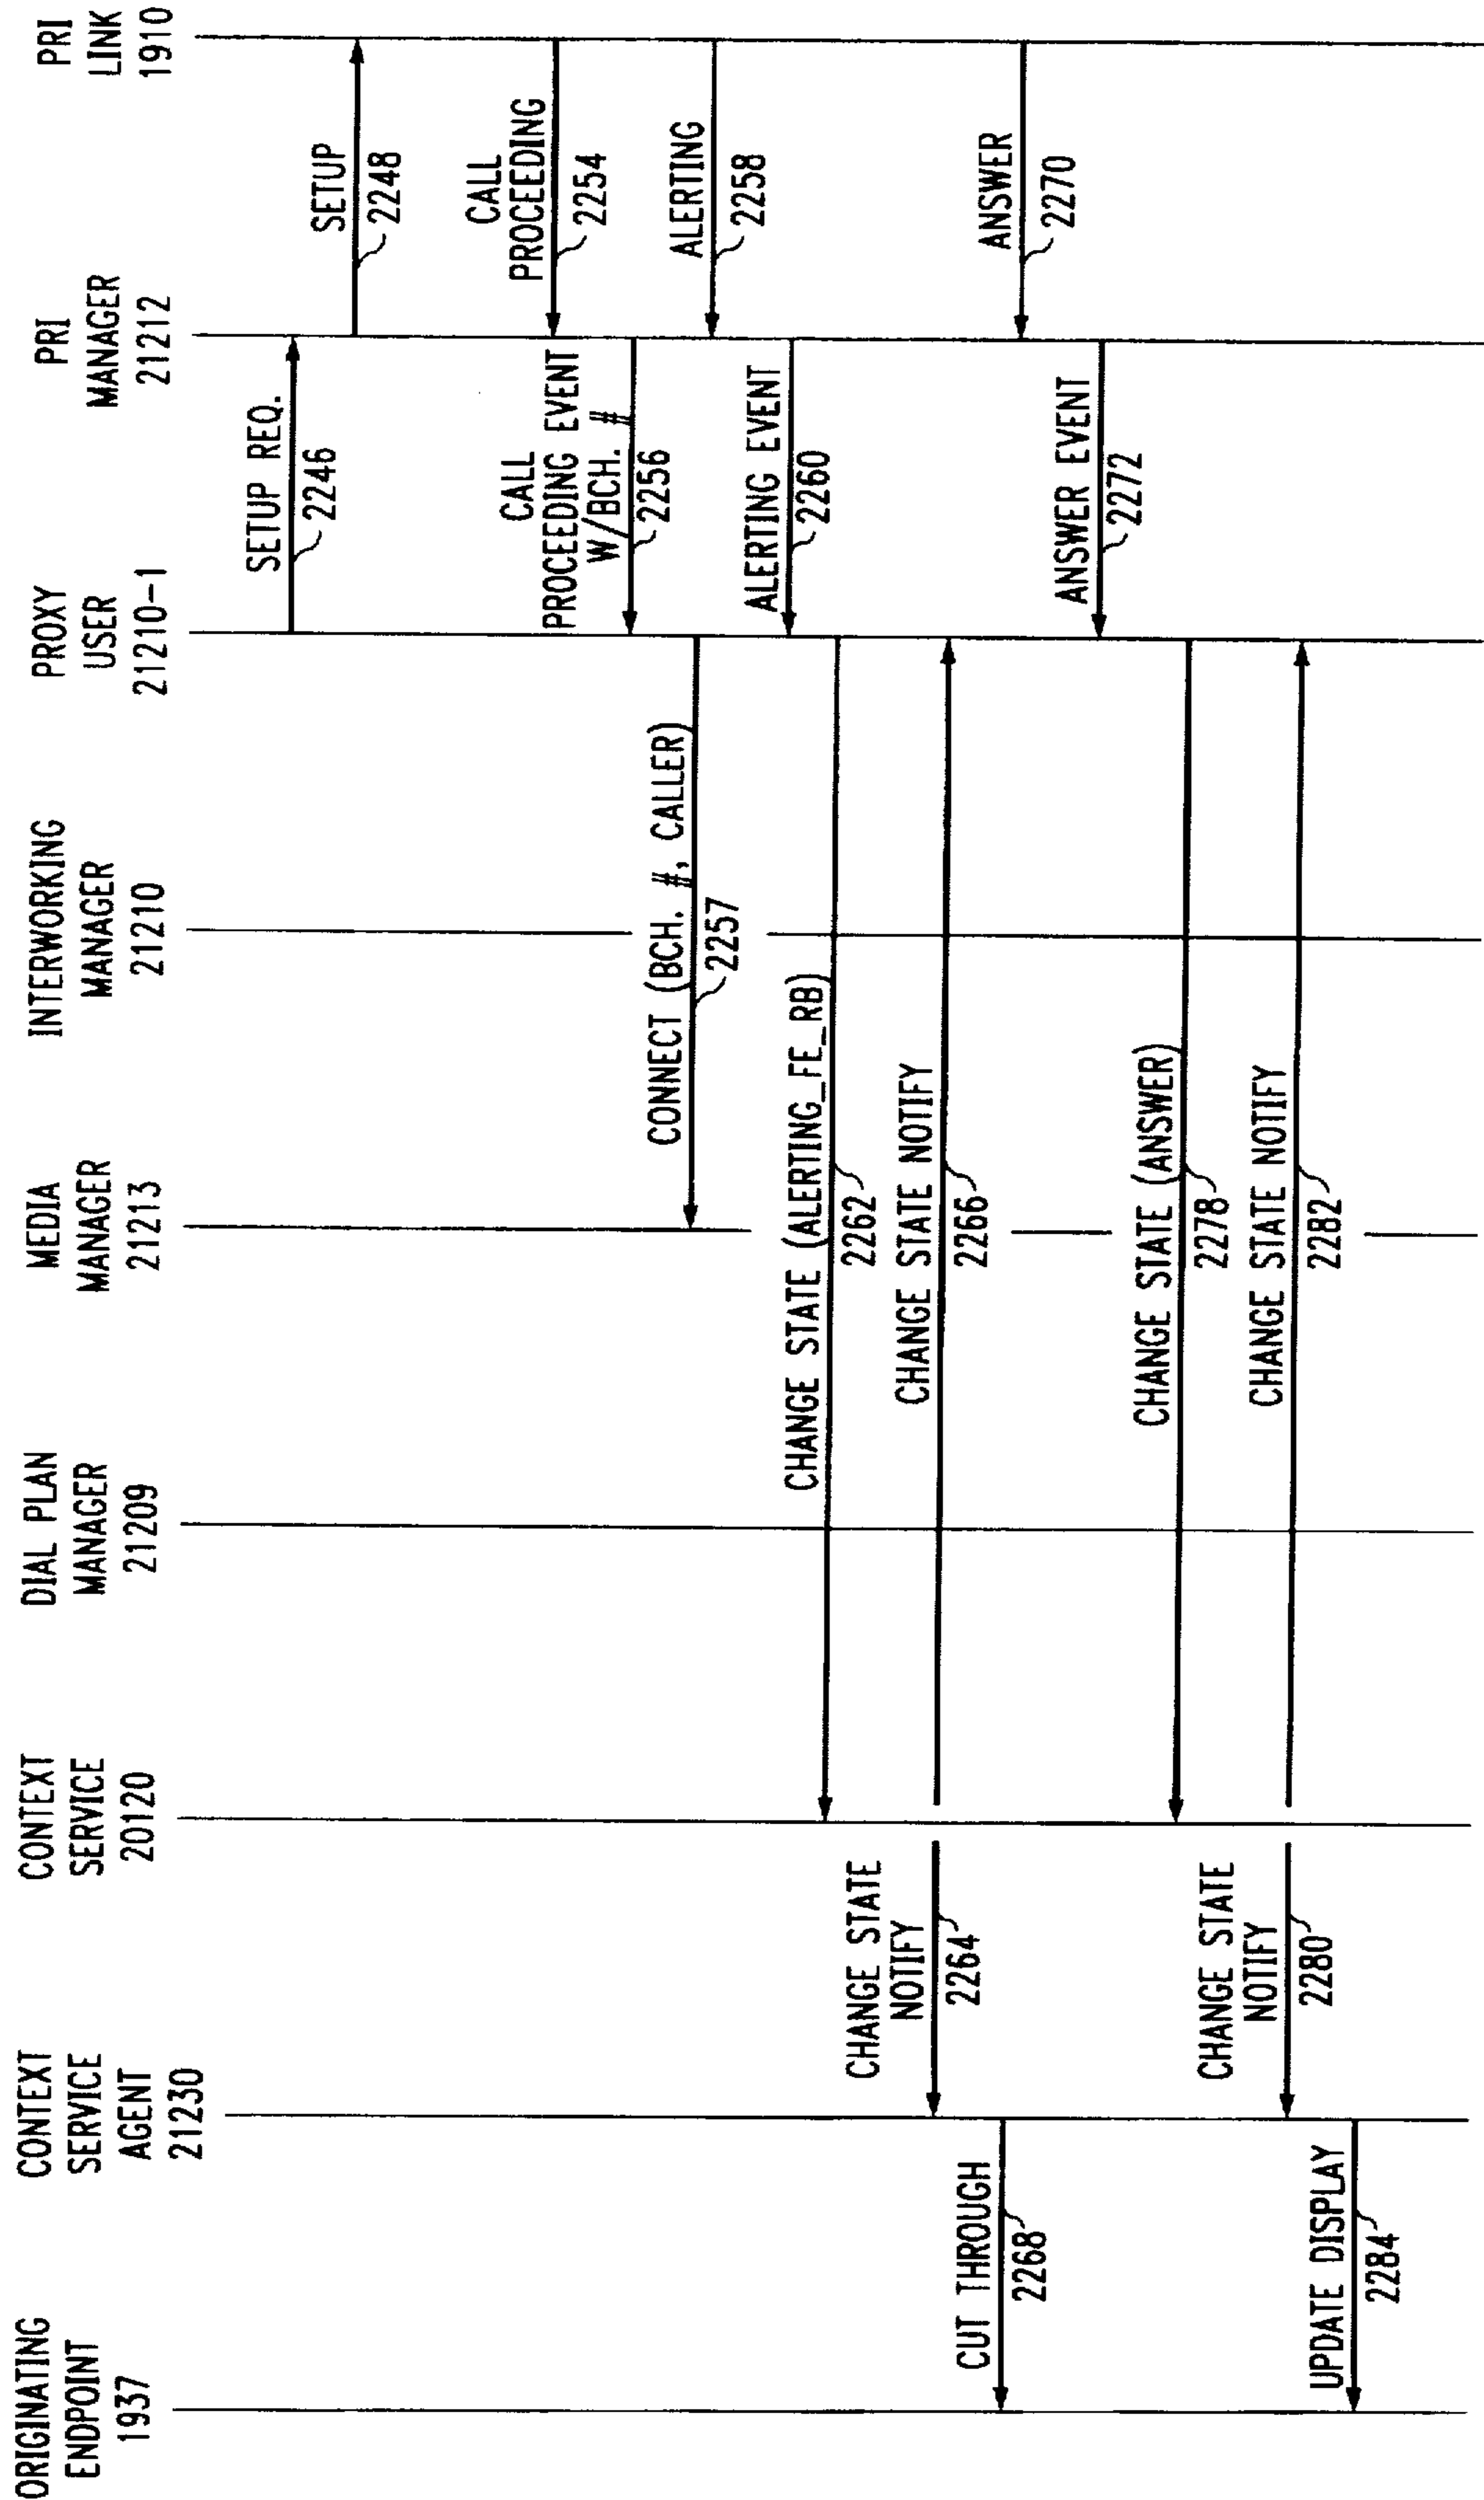 ORIGINATING
ENDPOINT
1937
CONTEXT
SERVICE
AGENT
21230
CONTEXT
SERVICE
20120
DIAL PLAN
MANAGER
21209
MEDIA
MANAGER
21213
INTERWORKING
MANAGER
21210
PROXY
USER
21210-1
PRI
MANAGER
21212
PRI
LINK
1910
SETUP REQ.
2246
SETUP
2248
CALL
PROCEEDING
2254
CALL
PROCEEDING EVENT
W/BCH. #
2256
CONNECT (BCH. #, CALLER)
2257
ALERTING
2258
ALERTING EVENT
2260
CHANGE STATE (ALERTING_FE_RB)
2262
CHANGE STATE
NOTIFY
2264
CHANGE STATE NOTIFY
2266
CUT THROUGH
2268
ANSWER
2270
ANSWER EVENT
2272
CHANGE STATE (ANSWER)
2278
CHANGE STATE
NOTIFY
2280
CHANGE STATE NOTIFY
2282
UPDATE DISPLAY
2284